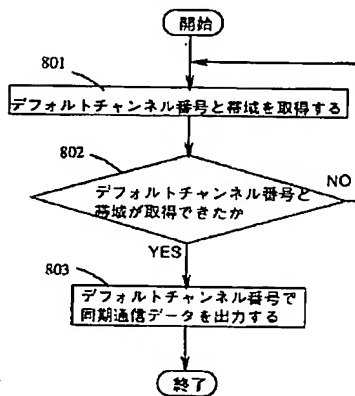 開始
801
デフォルトチャンネル番号と帯域を取得する
802
デフォルトチャンネル番号と
帯域が取得できたか
NO
YES
803
デフォルトチャンネル番号で
同期通信データを出力する
終了